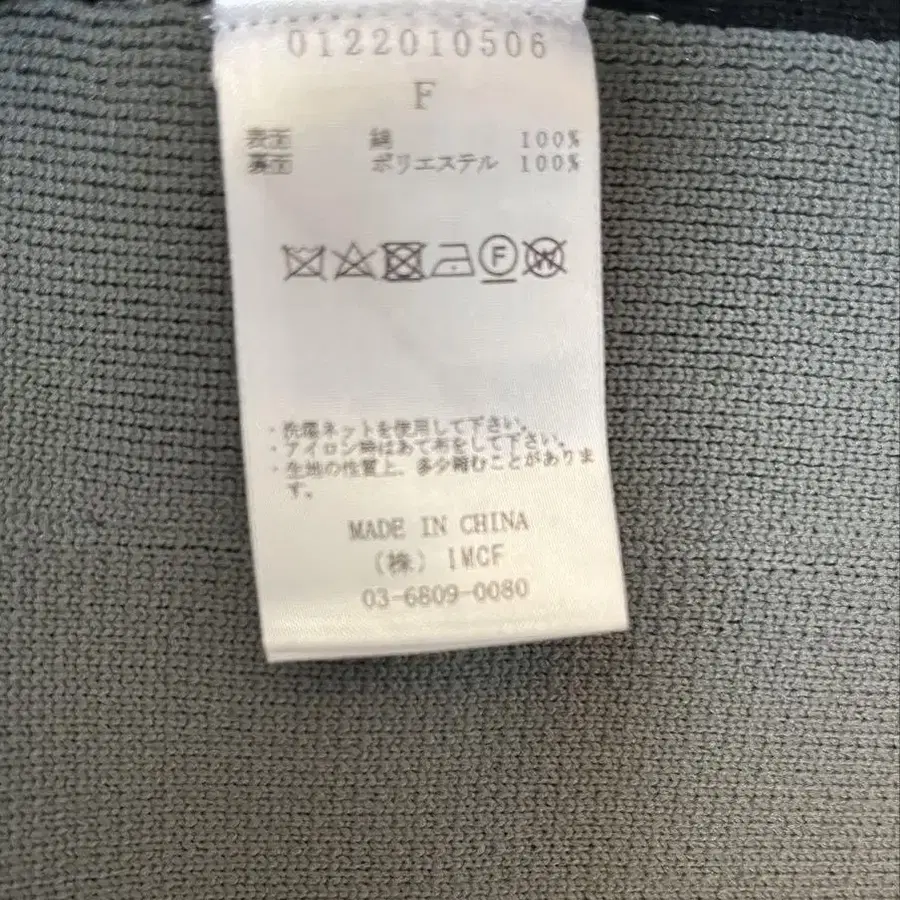 0122010506
F
表面 綿 100%
裏面 ポリエステル 100%
F
W
・洗濯ネットを使用して下さい。
・アイロン時はあて布をして下さい。
・生地の性質上、多少縮むことがありま
す。
MADE IN CHINA
(株) IMCF
03-6809-0080